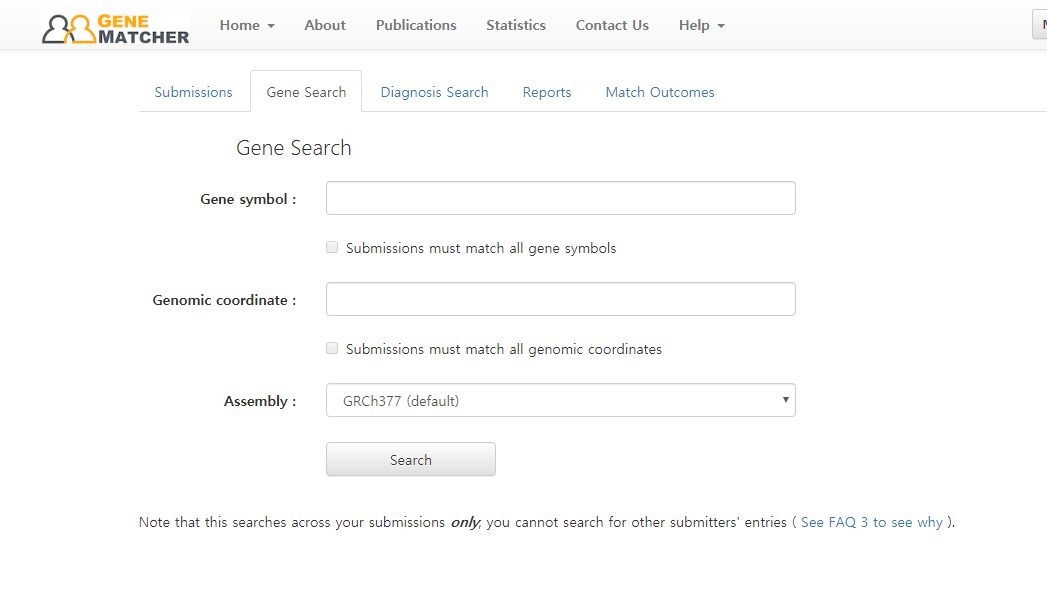 GENE
MATCHER
Home About Publications Statistics Contact Us Help
Submissions Gene Search Diagnosis Search Reports Match Outcomes
Gene Search
Gene symbol :
Submissions must match all gene symbols
Genomic coordinate :
Submissions must match all genomic coordinates
Assembly : GRCh377 (default)
Search
Note that this searches across your submissions only, you cannot search for other submitters' entries ( See FAQ 3 to see why ).